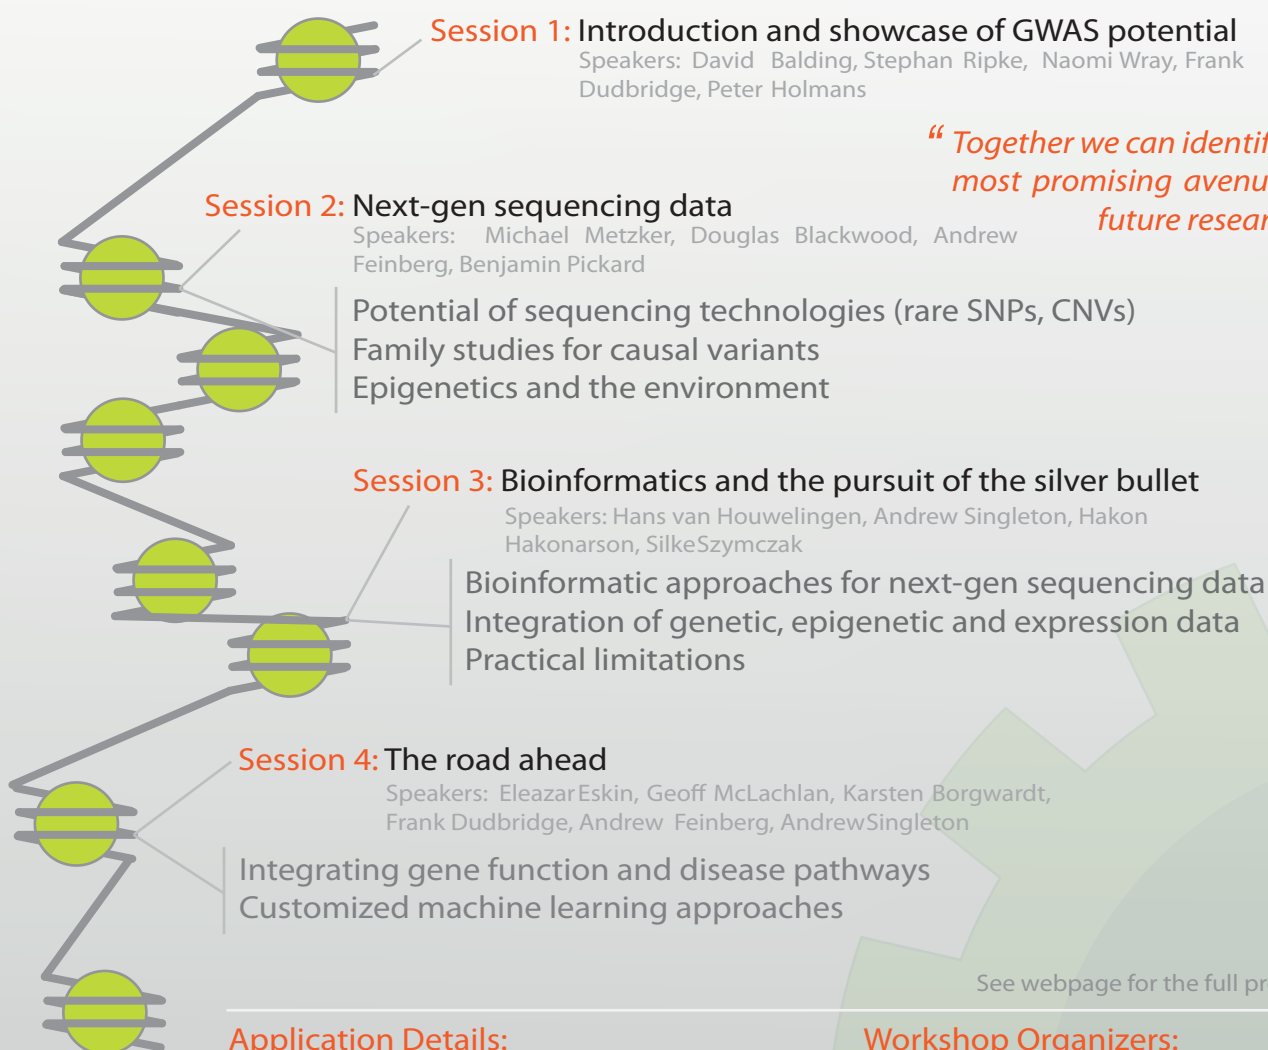 Session 1: Introduction and showcase of GWAS potential
Speakers: David Balding, Stephan Ripke, Naomi Wray, Frank
Dudbridge, Peter Holmans
“ Together we can identif
most promising avenu
future resear
Session 2: Next-gen sequencing data
Speakers: Michael Metzker, Douglas Blackwood, Andrew
Feinberg, Benjamin Pickard
Potential of sequencing technologies (rare SNPs, CNVs)
Family studies for causal variants
Epigenetics and the environment
Session 3: Bioinformatics and the pursuit of the silver bullet
Speakers: Hans van Houwelingen, Andrew Singleton, Hakon
Hakonarson, SilkeSzymczak
Bioinformatic approaches for next-gen sequencing data
Integration of genetic, epigenetic and expression data
Practical limitations
Session 4: The road ahead
Speakers: EleazarEskin, Geoff McLachlan, Karsten Borgwardt,
Frank Dudbridge, Andrew Feinberg, AndrewSingleton
Integrating gene function and disease pathways
Customized machine learning approaches
See webpage for the full pr
Application Details:
Workshop Organizers: